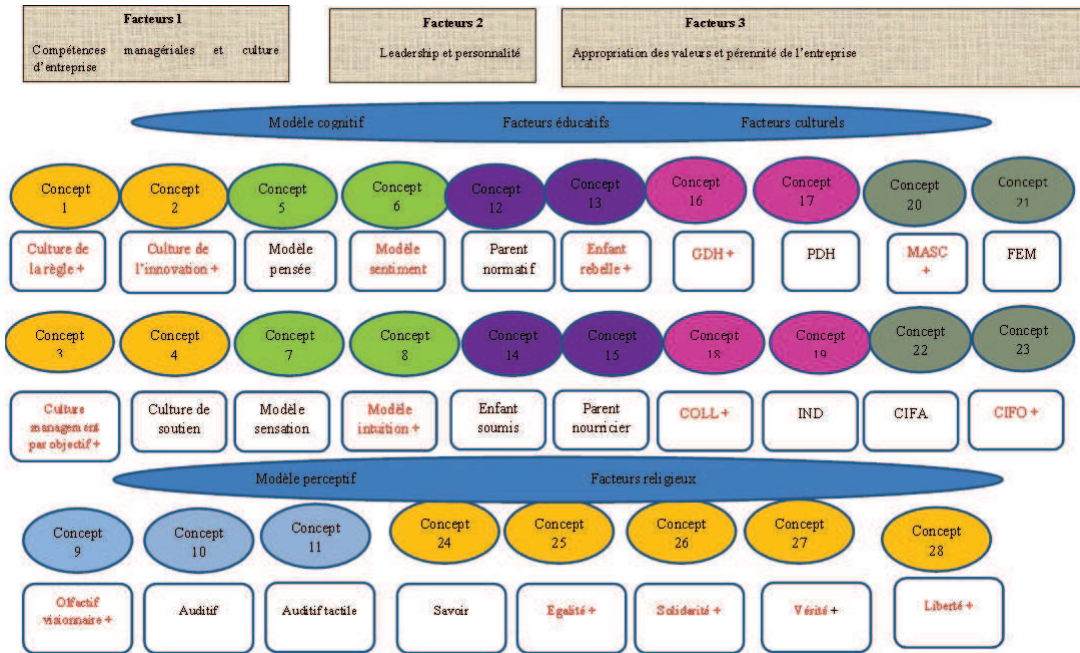 Facteurs 1
Compétences managériales et culture
d'entreprise
Facteurs 2
Leadership et personnalité
Facteurs 3
Appropriation des valeurs et pérennité de l'entreprise
Modèle cognitif
Facteurs éducatifs
Facteurs culturels
Concept
1
Concept
2
Concept
5
Concept
6
Concept
12
Concept
13
Concept
16
Concept
17
Concept
20
Concept
21
Culture de
la règle +
Culture de
l'innovation +
Modèle
pensée
Modèle
sentiment
Parent
normatif
Enfant
rebelle +
GDH +
PDH
MASC
+
FEM
Concept
3
Concept
4
Concept
7
Concept
8
Concept
14
Concept
15
Concept
18
Concept
19
Concept
22
Concept
23
Culture
management
par objectif +
Culture de
soutien
Modèle
sensation
Modèle
intuition +
Enfant
soumis
Parent
nourricier
COLL +
IND
CIFA
CIFO +
Modèle perceptif
Facteurs religieux
Concept
9
Concept
10
Concept
11
Concept
24
Concept
25
Concept
26
Concept
27
Concept
28
Olfactif
visionnaire +
Auditif
Auditif tactile
Savoir
Egalité +
Solidarité +
Vérité +
Liberté +